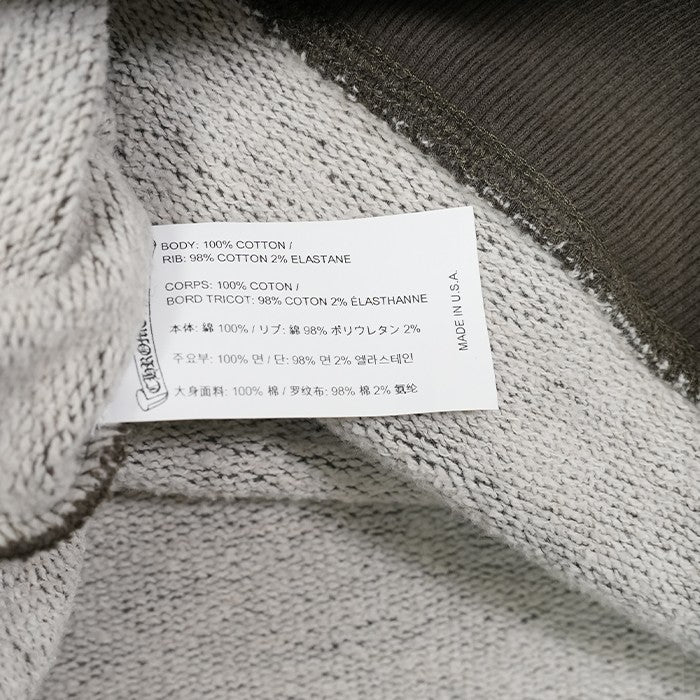 BODY: 100% COTTON /
RIB: 98% COTTON 2% ELASTANE
CORPS: 100% COTON /
BORD TRICOT: 98% COTON 2% ÉLASTHANNE
本体: 綿 100% / リブ: 綿 98% ポリウレタン 2%
주요부: 100% 면 / 단: 98% 면 2% 엘라스테인
大身面料: 100% 棉 / 罗纹布: 98% 棉 2% 氨纶
MADE IN U.S.A.
CHROME